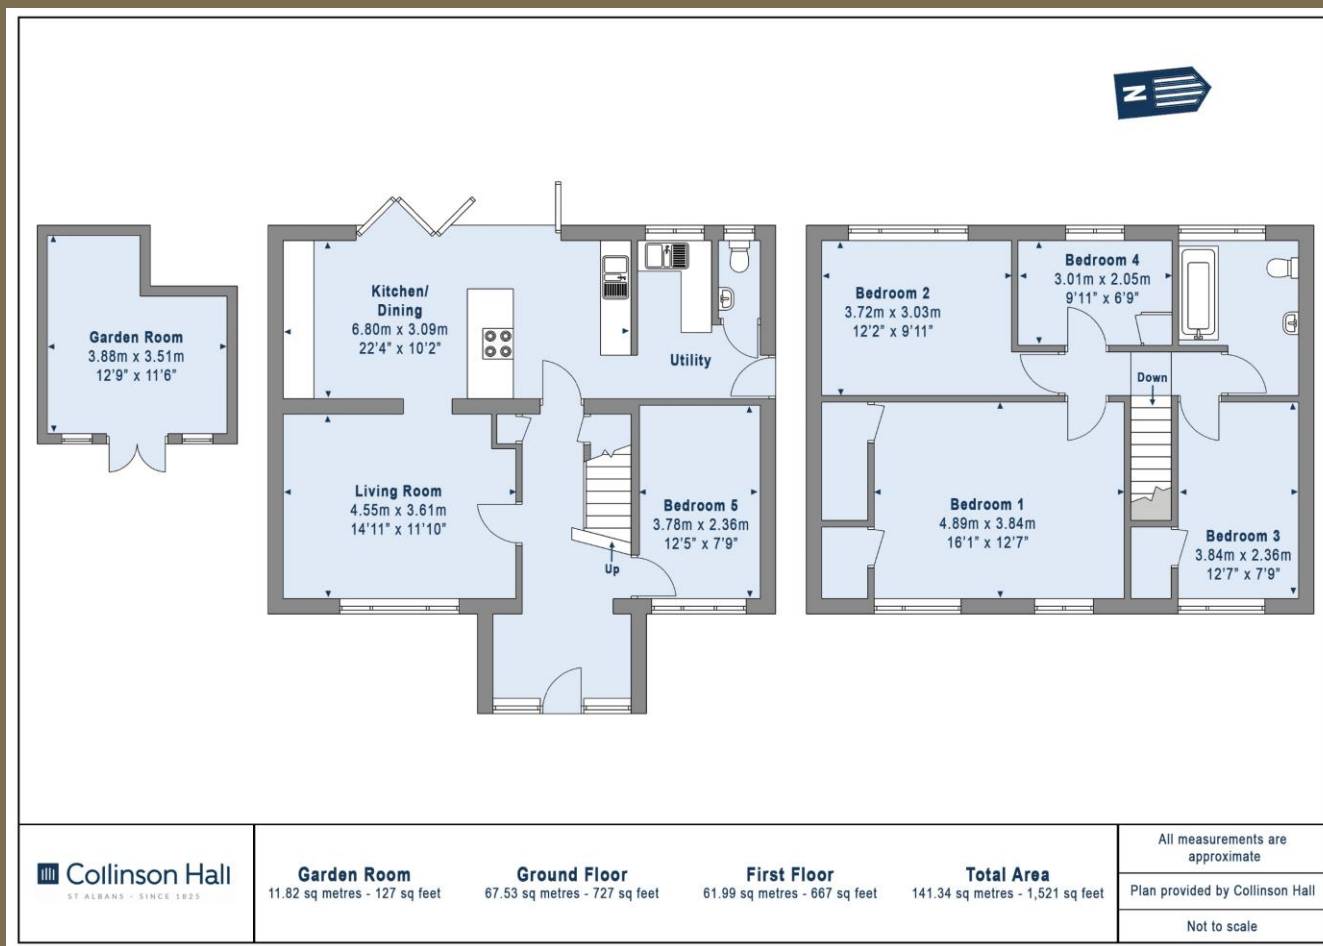 N
Garden Room
3.88m x 3.51m
12'9" x 11'6"
Kitchen/
Dining
6.80m x 3.09m
22'4" x 10'2"
Utility
Living Room
4.55m x 3.61m
14'11" x 11'10"
Up
Bedroom 5
3.78m x 2.36m
12'5" x 7'9"
Bedroom 2
3.72m x 3.03m
12'2" x 9'11"
Bedroom 4
3.01m x 2.05m
9'11" x 6'9"
Down
Bedroom 1
4.89m x 3.84m
16'1" x 12'7"
Bedroom 3
3.84m x 2.36m
12'7" x 7'9"
Collinson Hall
ST ALBANS - SINCE 1825
Garden Room
11.82 sq metres - 127 sq feet
Ground Floor
67.53 sq metres - 727 sq feet
First Floor
61.99 sq metres - 667 sq feet
Total Area
141.34 sq metres - 1,521 sq feet
All measurements are
approximate
Plan provided by Collinson Hall
Not to scale